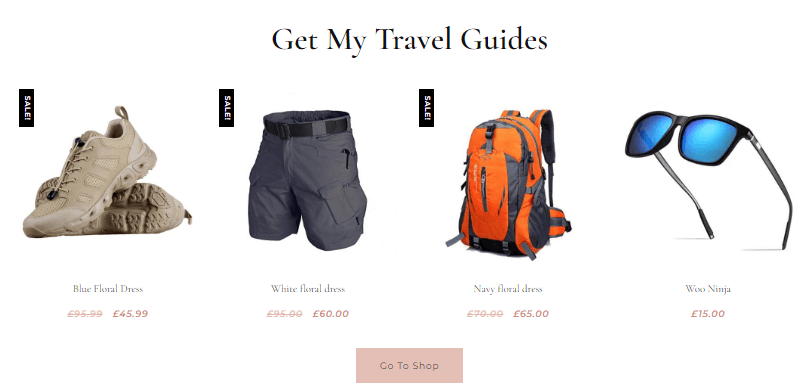 Get My Travel Guides
SALE!
SALE!
SALE!
Blue Floral Dress
White floral dress
Navy floral dress
Woo Ninja
£95.99 £45.99
£95.00 £60.00
£70.00 £65.00
£15.00
Go To Shop